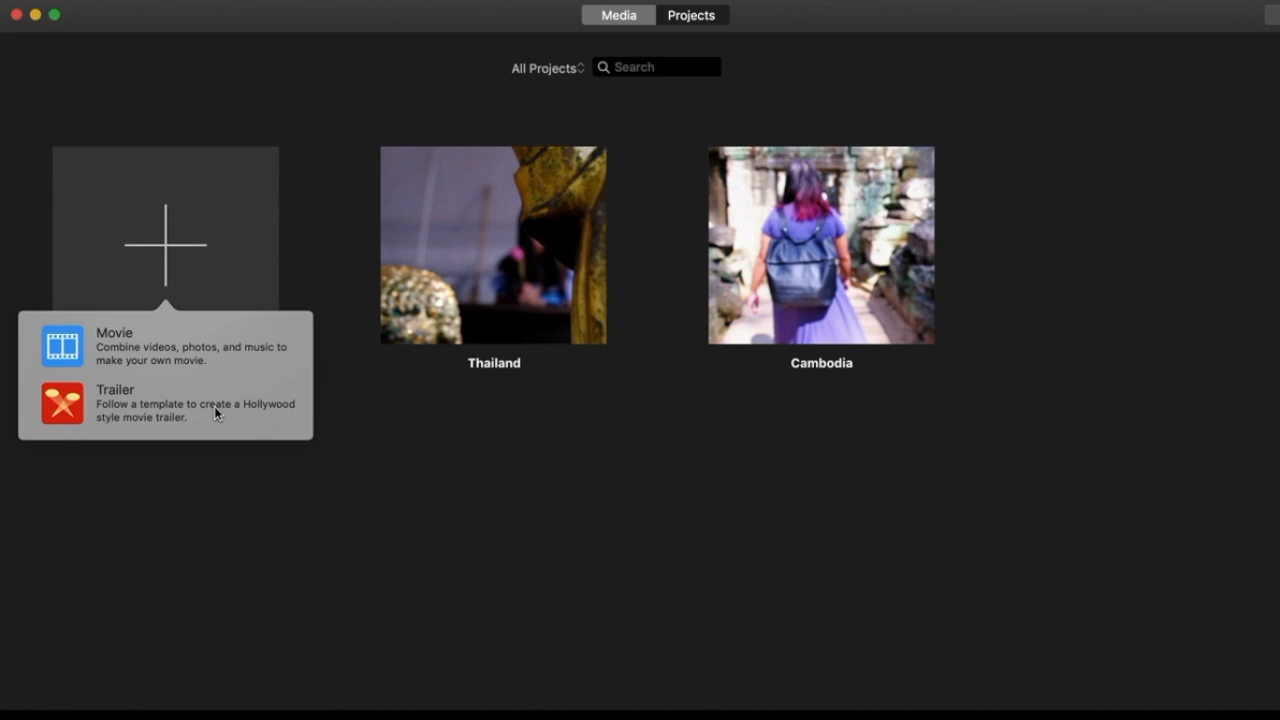 Media Projects
All Projects Search
Movie
Combine videos, photos, and music to
make your own movie.
Trailer
Follow a template to create a Hollywood
style movie trailer.
Thailand
Cambodia